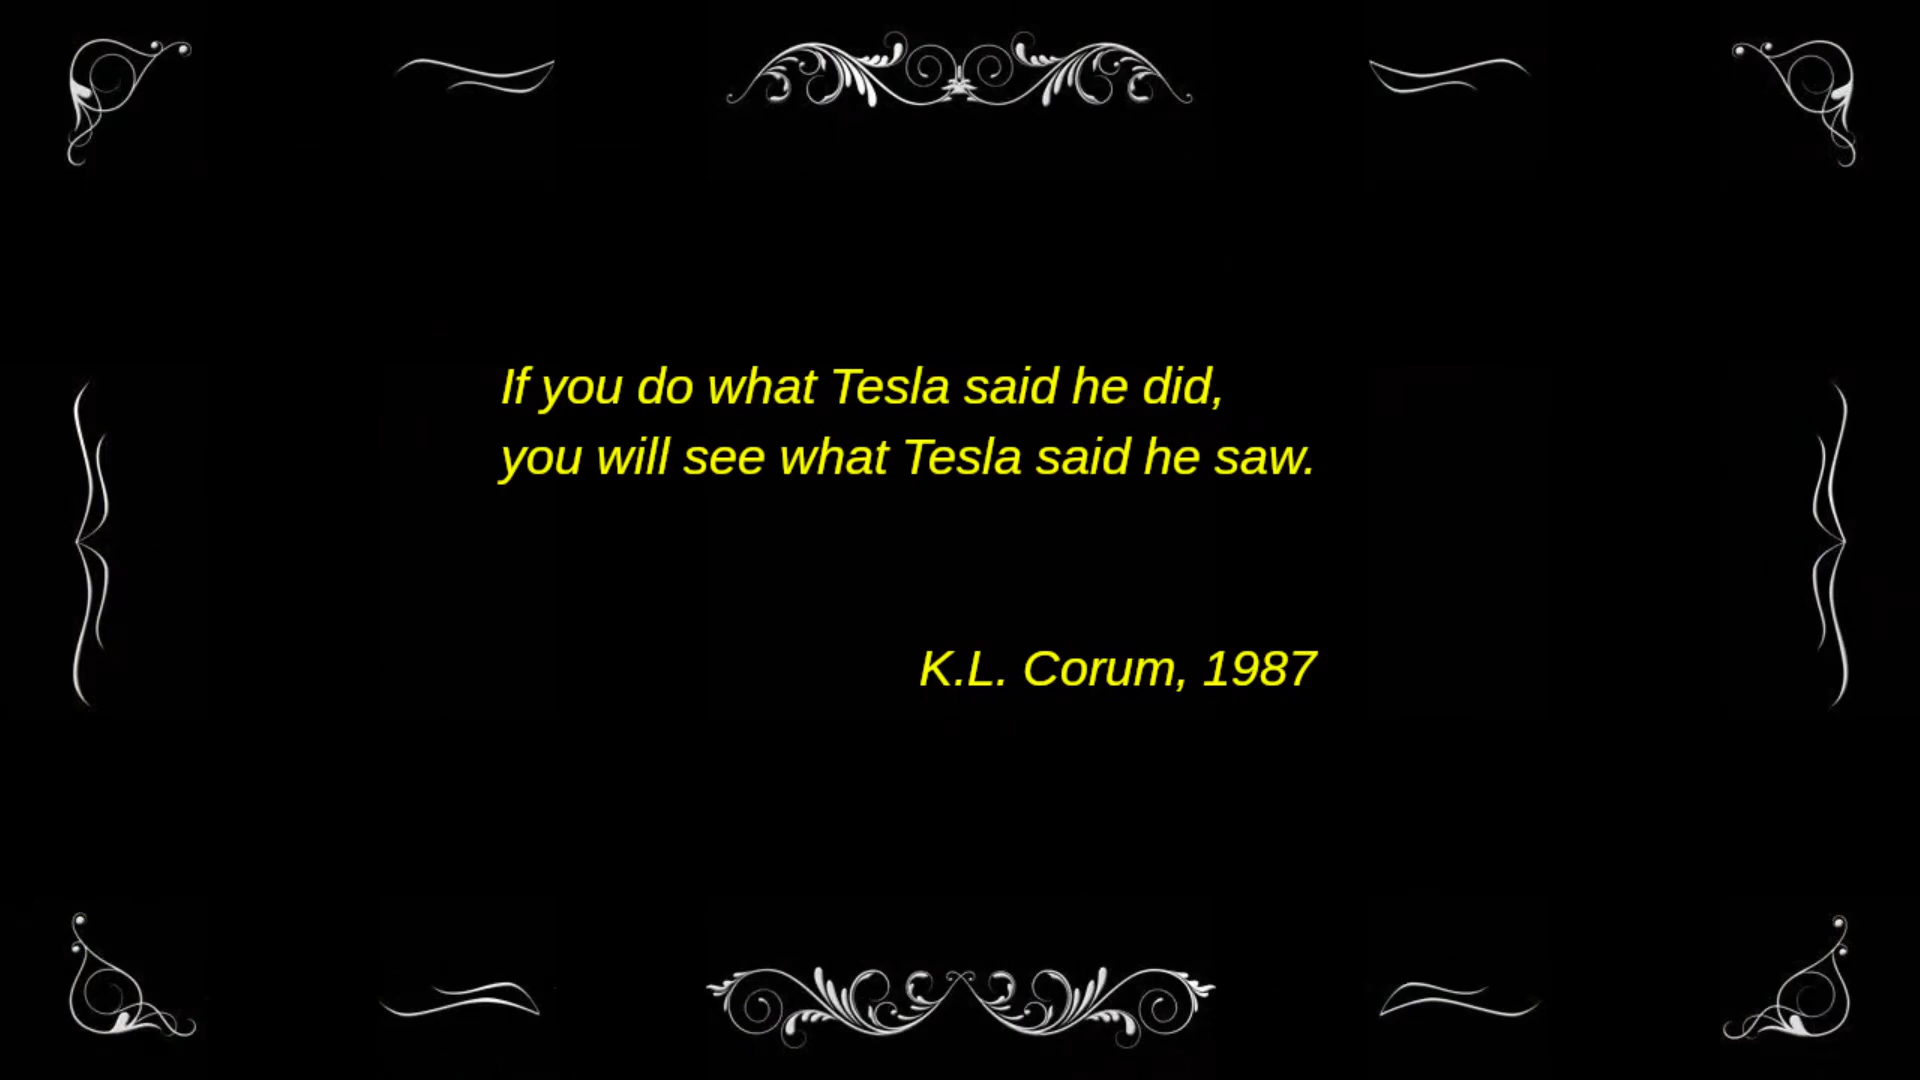 If you do what Tesla said he did,
you will see what Tesla said he saw.
K.L. Corum, 1987